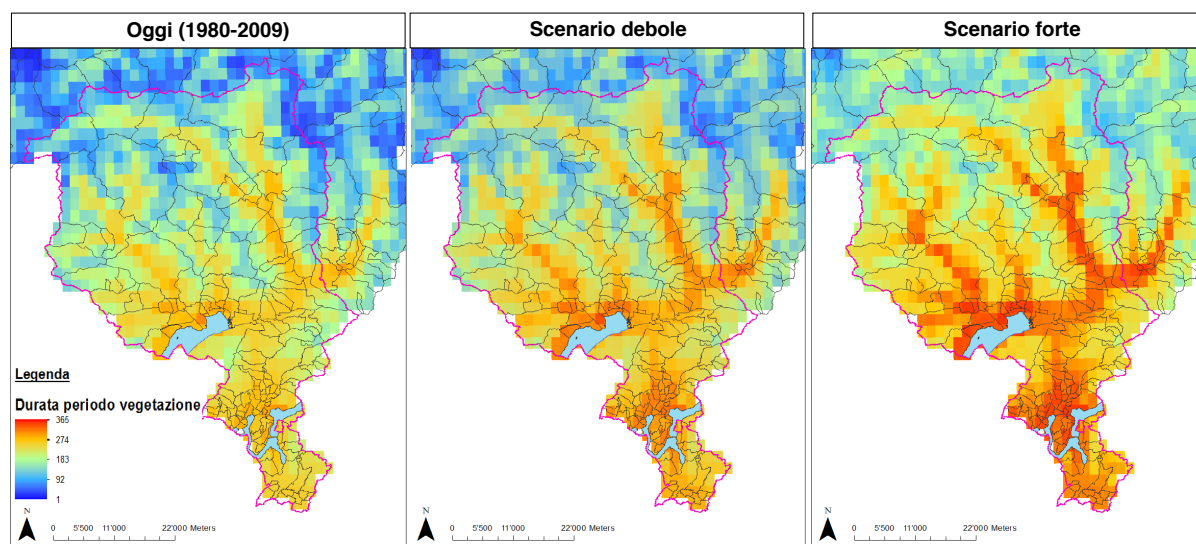 Oggi (1980-2009)
Scenario debole
Scenario forte
Legenda
Durata periodo vegetazione
365
274
183
92
1
N
0 5'500 11'000 22'000 Meters
N
0 5'500 11'000 22'000 Meters
N
0 5'500 11'000 22'000 Meters